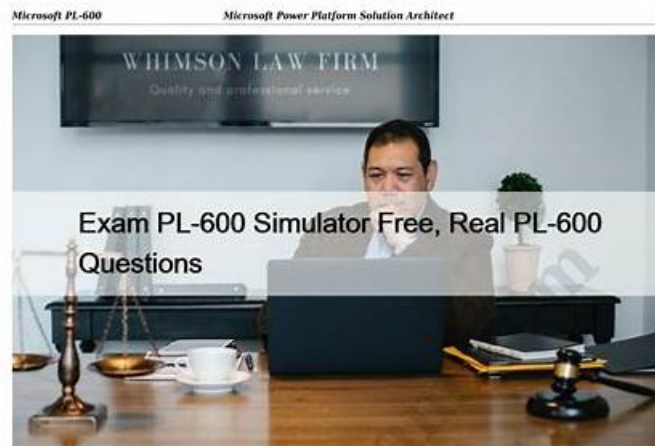 Microsoft PL-600 Microsoft Power Platform Solution Architect
WHIMSON LAW FIRM
Quality and professional service
Exam PL-600 Simulator Free, Real PL-600
Questions